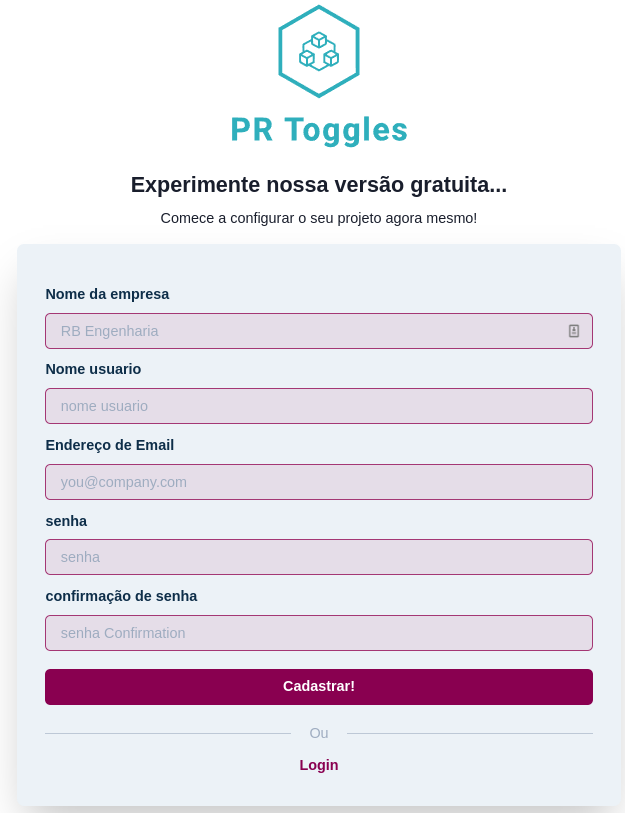 PR Toggles
Experimente nossa versão gratuita...
Comece a configurar o seu projeto agora mesmo!
Nome da empresa
RB Engenharia
Nome usuario
nome usuario
Endereço de Email
you@company.com
senha
senha
confirmação de senha
senha Confirmation
Cadastrar!
Ou
Login